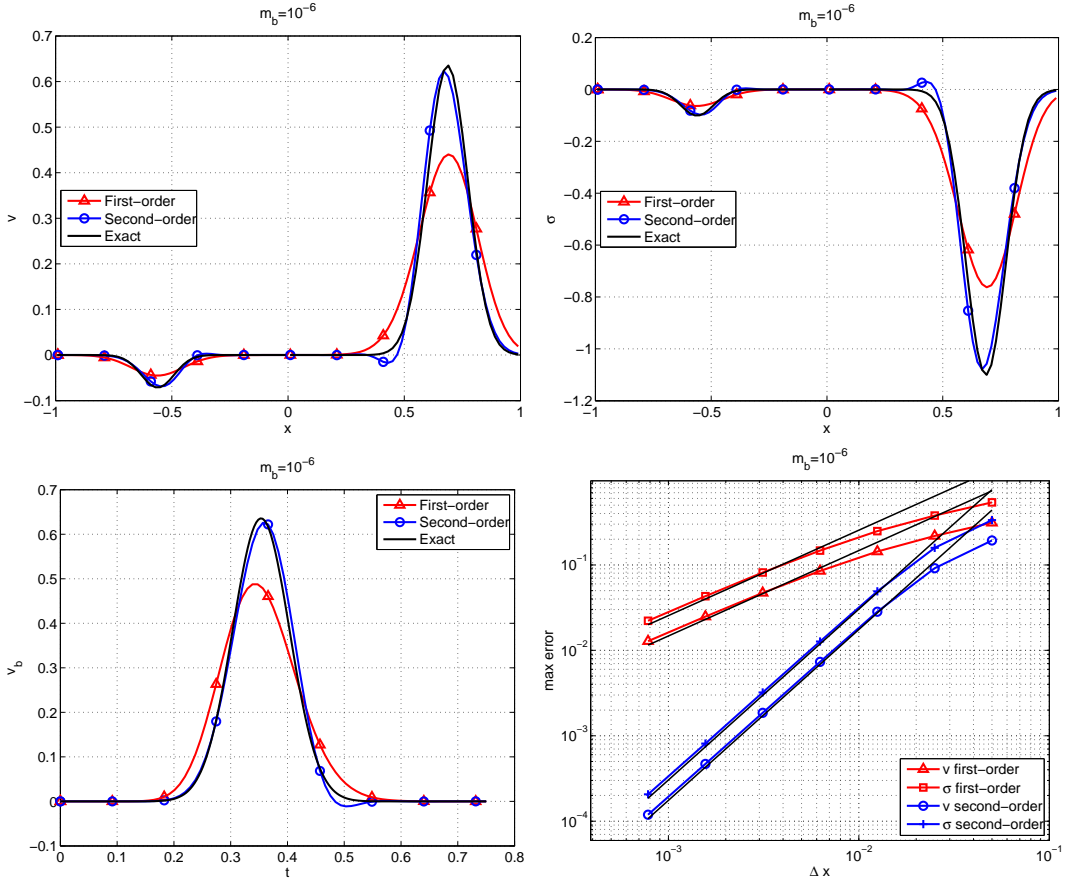 m_b=10^-6
v
0.7
0.6
0.5
0.4
0.3
0.2
0.1
0
−0.1
First−order
Second−order
Exact
−1 −0.5 0 0.5 1
x
m_b=10^-6
σ
0.2
0
−0.2
−0.4
−0.6
−0.8
−1
−1.2
First−order
Second−order
Exact
−1 −0.5 0 0.5 1
x
m_b=10^-6
v_b
0.7
0.6
0.5
0.4
0.3
0.2
0.1
0
−0.1
First−order
Second−order
Exact
0 0.1 0.2 0.3 0.4 0.5 0.6 0.7 0.8
t
m_b=10^-6
max error
10^−1
10^−2
10^−3
10^−4
v first−order
σ first−order
v second−order
σ second−order
10^−3 10^−2 10^−1
Δ x